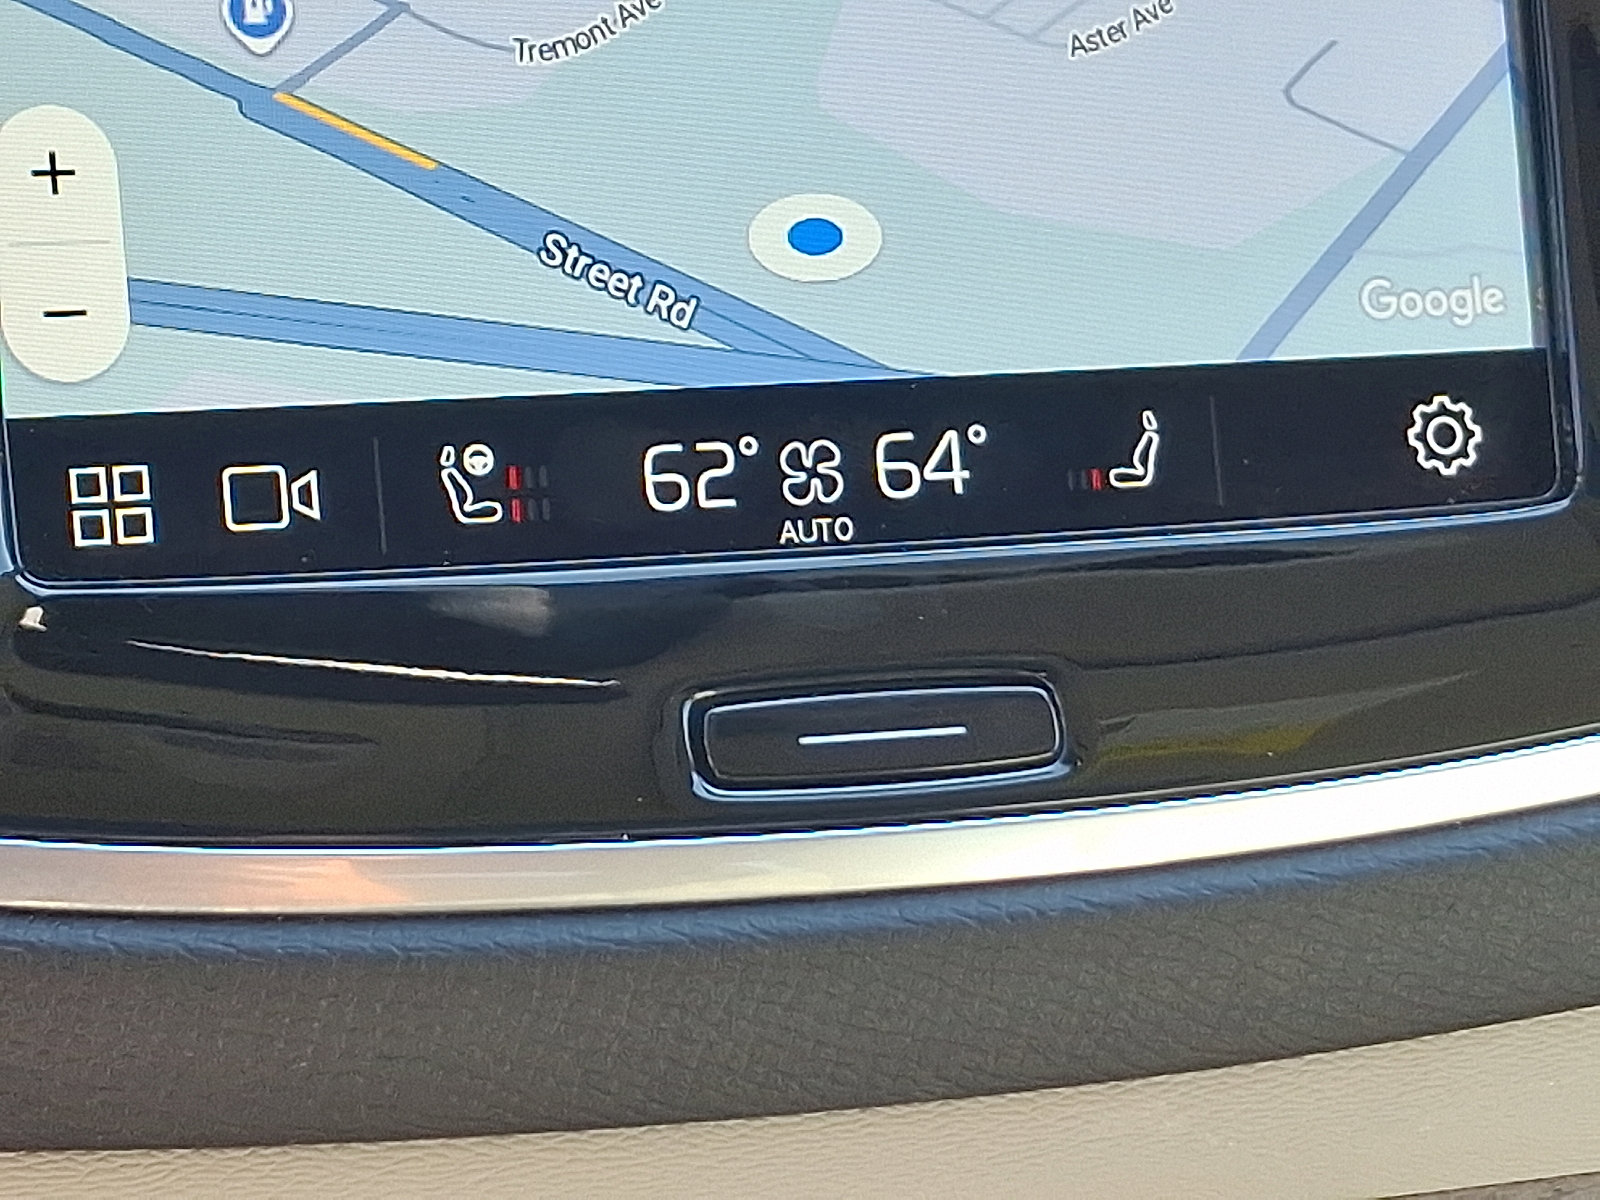 Tremont Ave
Aster Ave
+
Street Rd
−
Google
62° 64°
AUTO